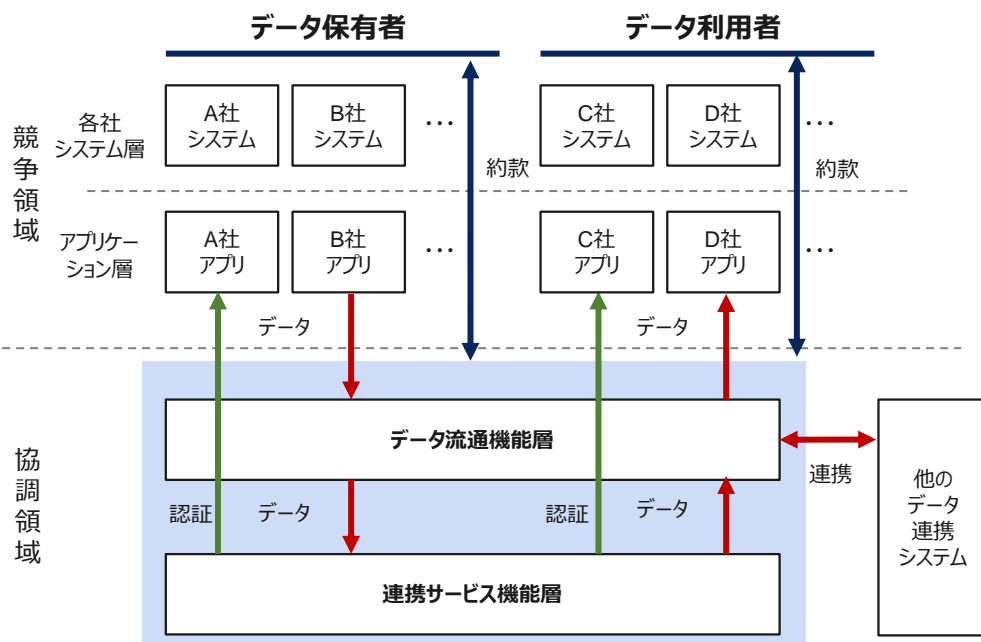 データ保有者
データ利用者
競争領域
各社
システム層
A社
システム
B社
システム
…
C社
システム
D社
システム
…
約款
約款
アプリケー
ション層
A社
アプリ
B社
アプリ
…
C社
アプリ
D社
アプリ
…
データ
データ
協調領域
データ流通機能層
連携
他の
データ
連携
システム
認証
データ
認証
データ
連携サービス機能層